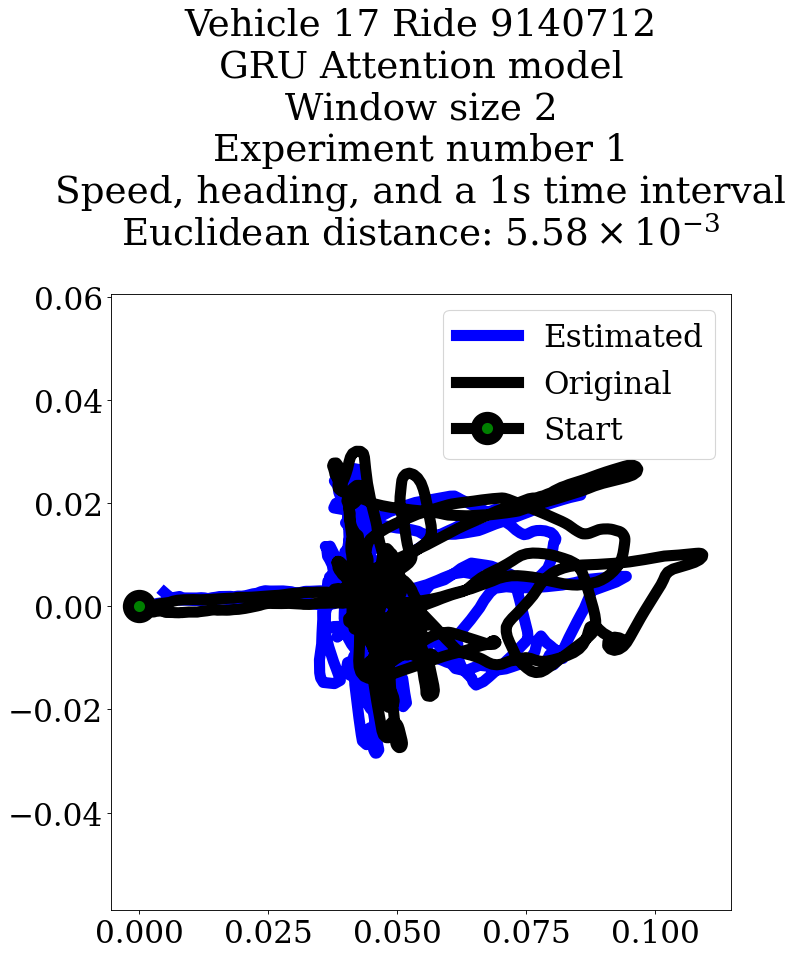 Vehicle 17 Ride 9140712
GRU Attention model
Window size 2
Experiment number 1
Speed, heading, and a 1s time interval
Euclidean distance: 5.58 × 10⁻³
0.06
Estimated
0.04
Original
Start
0.02
0.00
−0.02
−0.04
0.000 0.025 0.050 0.075 0.100